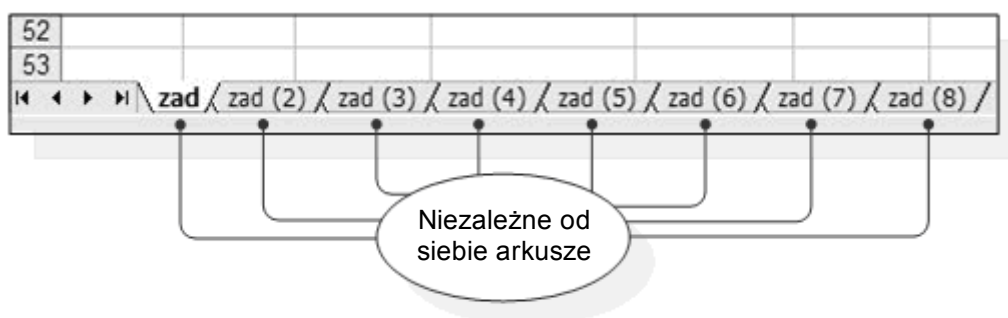 52
53
zad zad (2) zad (3) zad (4) zad (5) zad (6) zad (7) zad (8)
Niezależne od
siebie arkusze